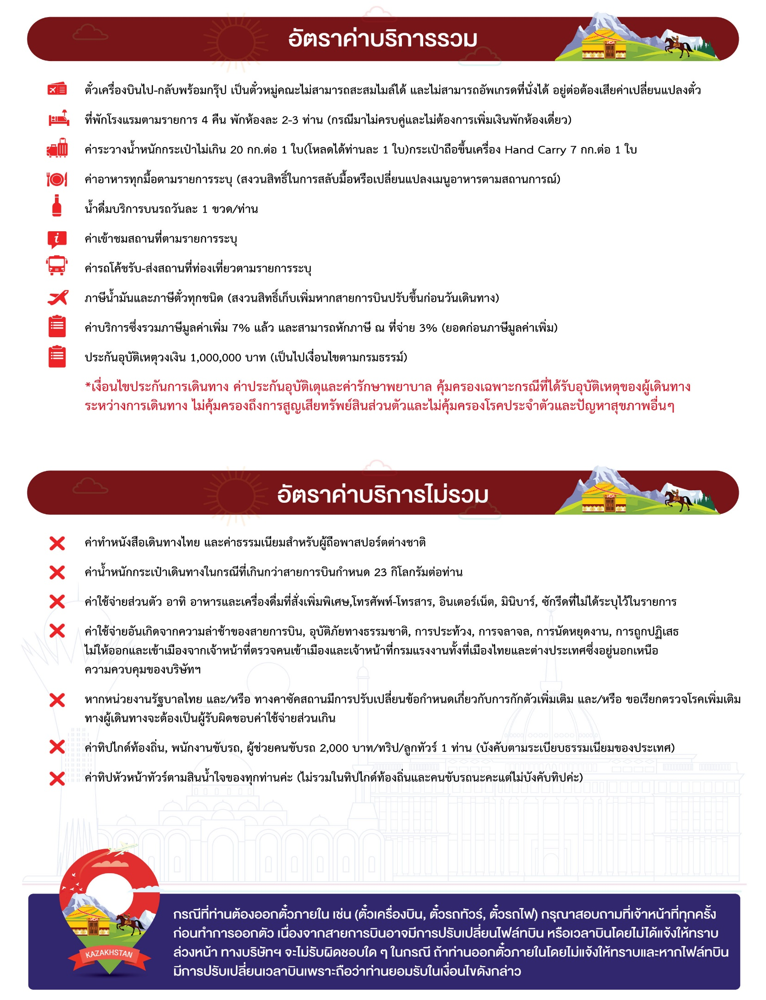 อัตราค่าบริการรวม
ตั๋วเครื่องบินไป-กลับพร้อมกรุ๊ป เป็นตั๋วหมู่คณะไม่สามารถสะสมไมล์ได้ และไม่สามารถอัพเกรดที่นั่งได้ อยู่ต่อต้องเสียค่าเปลี่ยนแปลงตั๋ว
ที่พักโรงแรมตามรายการ 4 คืน พักห้องละ 2-3 ท่าน (กรณีมาไม่ครบคู่และไม่ต้องการเพิ่มเงินพักห้องเดี่ยว)
ค่าระวางน้ำหนักกระเป๋าไม่เกิน 20 กก.ต่อ 1 ใบ(โหลดได้ท่านละ 1 ใบ)กระเป๋าถือขึ้นเครื่อง Hand Carry 7 กก.ต่อ 1 ใบ
ค่าอาหารทุกมื้อตามรายการระบุ (สงวนสิทธิ์ในการสลับมื้อหรือเปลี่ยนแปลงเมนูอาหารตามสถานการณ์)
น้ำดื่มบริการบนรถวันละ 1 ขวด/ท่าน
ค่าเข้าชมสถานที่ตามรายการระบุ
ค่ารถโค้ชรับ-ส่งสถานที่ท่องเที่ยวตามรายการระบุ
ภาษีน้ำมันและภาษีตั๋วทุกชนิด (สงวนสิทธิ์เก็บเพิ่มหากสายการบินปรับขึ้นก่อนวันเดินทาง)
ค่าบริการซึ่งรวมภาษีมูลค่าเพิ่ม 7% แล้ว และสามารถหักภาษี ณ ที่จ่าย 3% (ยอดก่อนภาษีมูลค่าเพิ่ม)
ประกันอุบัติเหตุวงเงิน 1,000,000 บาท (เป็นไปเงื่อนไขตามกรมธรรม์)
*เงื่อนไขประกันการเดินทาง ค่าประกันอุบัติเตุและค่ารักษาพยาบาล คุ้มครองเฉพาะกรณีที่ได้รับอุบัติเหตุของผู้เดินทาง
ระหว่างการเดินทาง ไม่คุ้มครองถึงการสูญเสียทรัพย์สินส่วนตัวและไม่คุ้มครองโรคประจำตัวและปัญหาสุขภาพอื่นๆ
อัตราค่าบริการไม่รวม
ค่าทำหนังสือเดินทางไทย และค่าธรรมเนียมสำหรับผู้ถือพาสปอร์ตต่างชาติ
ค่าน้ำหนักกระเป๋าเดินทางในกรณีที่เกินกว่าสายการบินกำหนด 23 กิโลกรัมต่อท่าน
ค่าใช้จ่ายส่วนตัว อาทิ อาหารและเครื่องดื่มที่สั่งเพิ่มพิเศษ,โทรศัพท์-โทรสาร, อินเตอร์เน็ต, มินิบาร์, ซักรีดที่ไม่ได้ระบุไว้ในรายการ
ค่าใช้จ่ายอันเกิดจากความล่าช้าของสายการบิน, อุบัติภัยทางธรรมชาติ, การประท้วง, การจลาจล, การนัดหยุดงาน, การถูกปฏิเสธ
ไม่ให้ออกและเข้าเมืองจากเจ้าหน้าที่ตรวจคนเข้าเมืองและเจ้าหน้าที่กรมแรงงานทั้งที่เมืองไทยและต่างประเทศซึ่งอยู่นอกเหนือ
ความควบคุมของบริษัทฯ
หากหน่วยงานรัฐบาลไทย และ/หรือ ทางคาซัคสถานมีการปรับเปลี่ยนข้อกำหนดเกี่ยวกับการกักตัวเพิ่มเติม และ/หรือ ขอเรียกตรวจโรคเพิ่มเติม
ทางผู้เดินทางจะต้องเป็นผู้รับผิดชอบค่าใช้จ่ายส่วนเกิน
ค่าทิปไกด์ท้องถิ่น, พนักงานขับรถ, ผู้ช่วยคนขับรถ 2,000 บาท/ทริป/ลูกทัวร์ 1 ท่าน (บังคับตามระเบียบธรรมเนียมของประเทศ)
ค่าทิปหัวหน้าทัวร์ตามสินน้ำใจของทุกท่านค่ะ (ไม่รวมในทิปไกด์ท้องถิ่นและคนขับรถนะคะแต่ไม่บังคับทิปค่ะ)
กรณีที่ท่านต้องออกตั๋วภายใน เช่น (ตั๋วเครื่องบิน, ตั๋วรถทัวร์, ตั๋วรถไฟ) กรุณาสอบถามที่เจ้าหน้าที่ทุกครั้ง
ก่อนทำการออกตัว เนื่องจากสายการบินอาจมีการปรับเปลี่ยนไฟล์ทบิน หรือเวลาบินโดยไม่ได้แจ้งให้ทราบ
ล่วงหน้า ทางบริษัทฯ จะไม่รับผิดชอบใด ๆ ในกรณี ถ้าท่านออกตั๋วภายในโดยไม่แจ้งให้ทราบและหากไฟล์ทบิน
มีการปรับเปลี่ยนเวลาบินเพราะถือว่าท่านยอมรับในเงื่อนไขดังกล่าว
KAZAKHSTAN